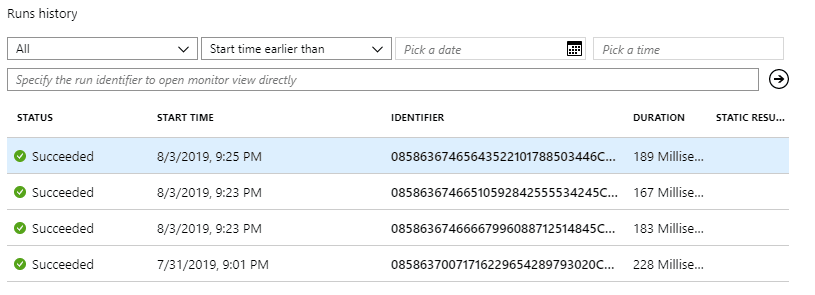 Runs history
All Start time earlier than Pick a date Pick a time
Specify the run identifier to open monitor view directly
STATUS START TIME IDENTIFIER DURATION STATIC RESU...
Succeeded 8/3/2019, 9:25 PM 08586367465643522101788503446C... 189 Millise...
Succeeded 8/3/2019, 9:23 PM 08586367466510592842555534245C... 167 Millise...
Succeeded 8/3/2019, 9:23 PM 08586367466667996088712514845C... 183 Millise...
Succeeded 7/31/2019, 9:01 PM 08586370071716229654289793020C... 228 Millise...